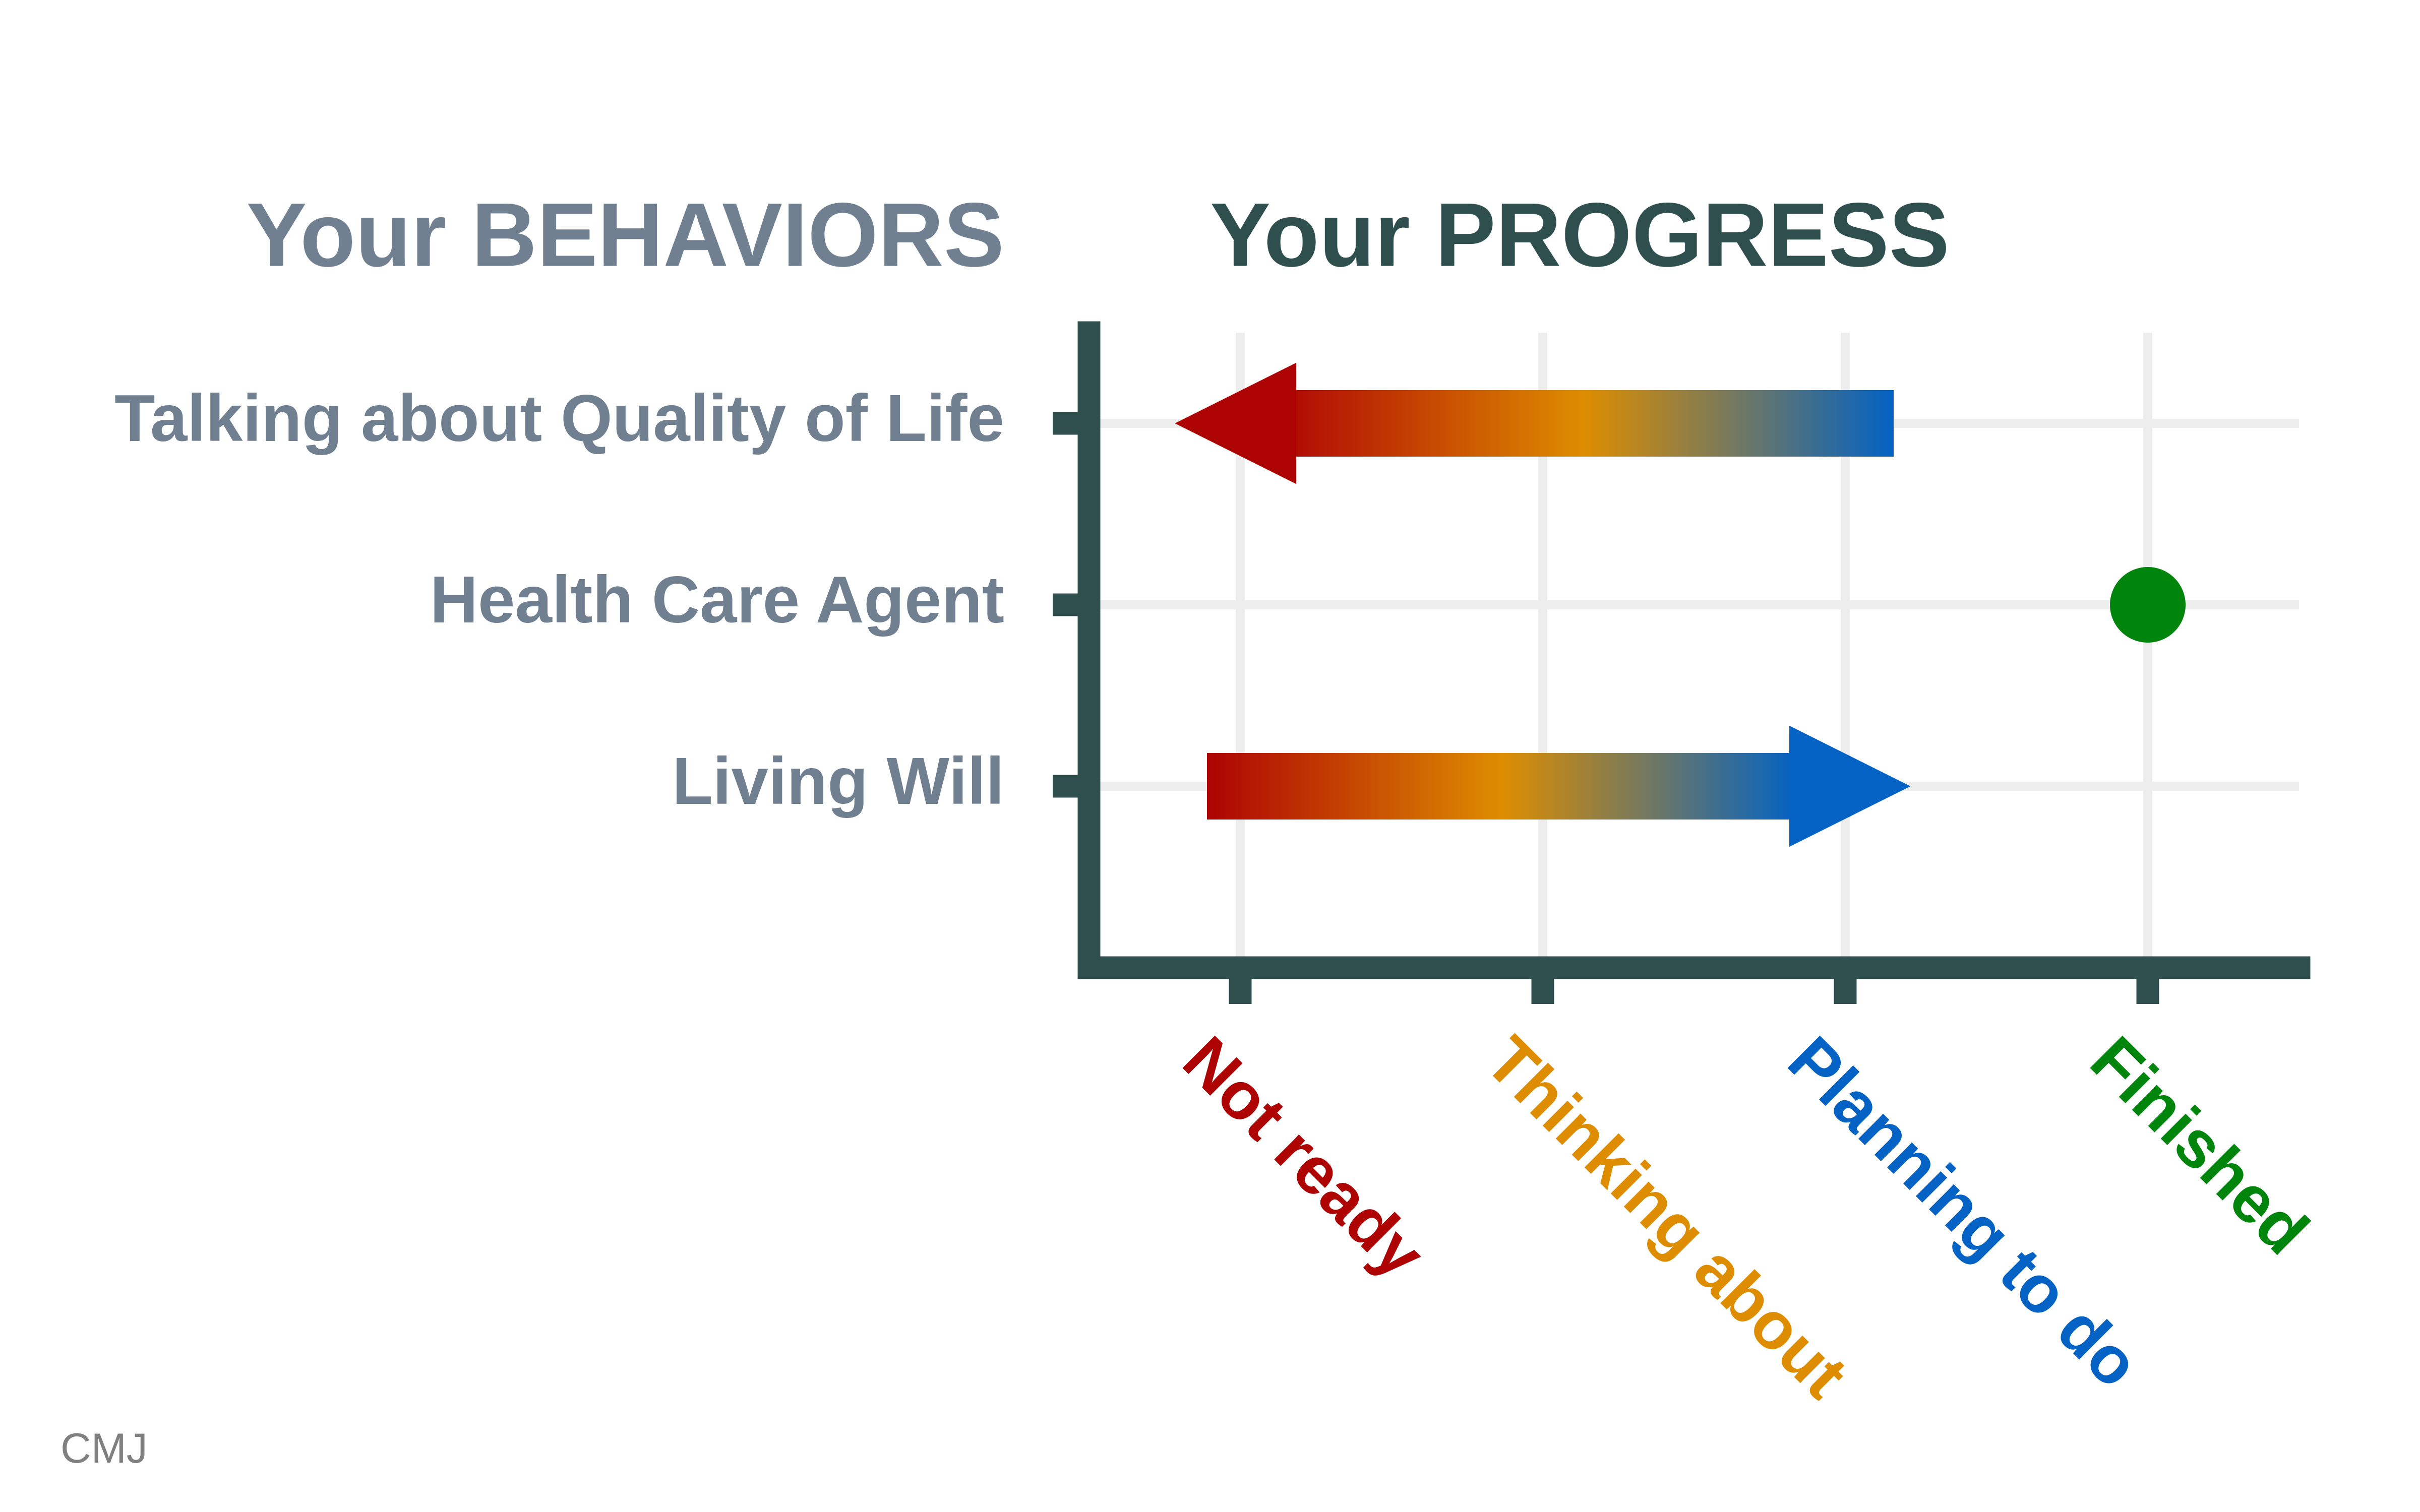 Your BEHAVIORS
Your PROGRESS
Talking about Quality of Life
Health Care Agent
Living Will
Not ready
Thinking about
Planning to do
Finished
CMJ